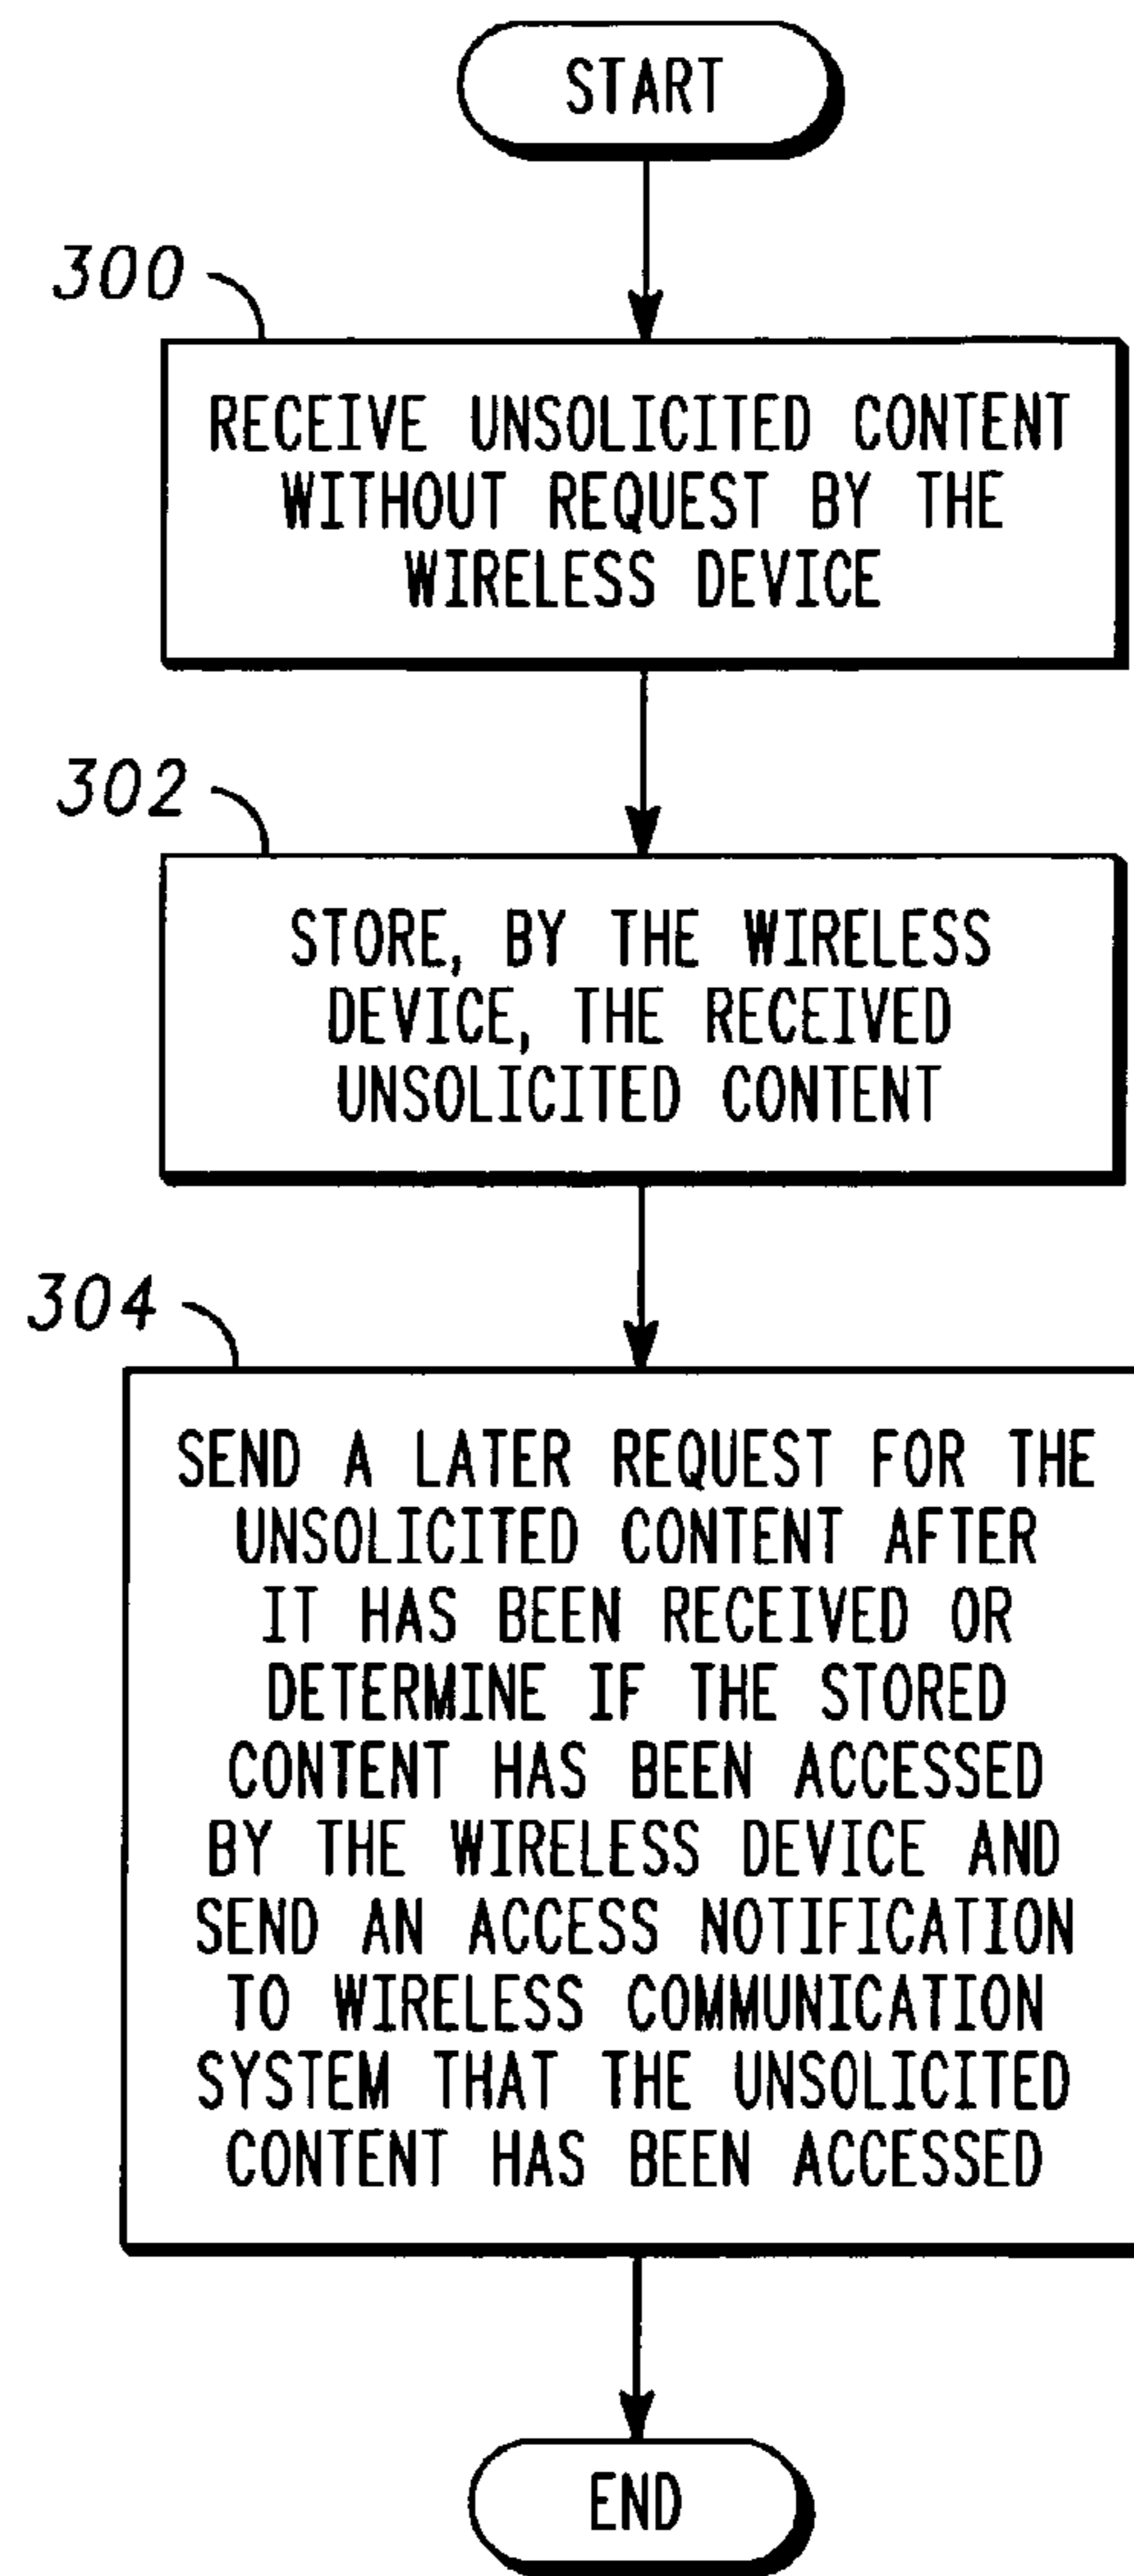 START
300
RECEIVE UNSOLICITED CONTENT
WITHOUT REQUEST BY THE
WIRELESS DEVICE
302
STORE, BY THE WIRELESS
DEVICE, THE RECEIVED
UNSOLICITED CONTENT
304
SEND A LATER REQUEST FOR THE
UNSOLICITED CONTENT AFTER
IT HAS BEEN RECEIVED OR
DETERMINE IF THE STORED
CONTENT HAS BEEN ACCESSED
BY THE WIRELESS DEVICE AND
SEND AN ACCESS NOTIFICATION
TO WIRELESS COMMUNICATION
SYSTEM THAT THE UNSOLICITED
CONTENT HAS BEEN ACCESSED
END